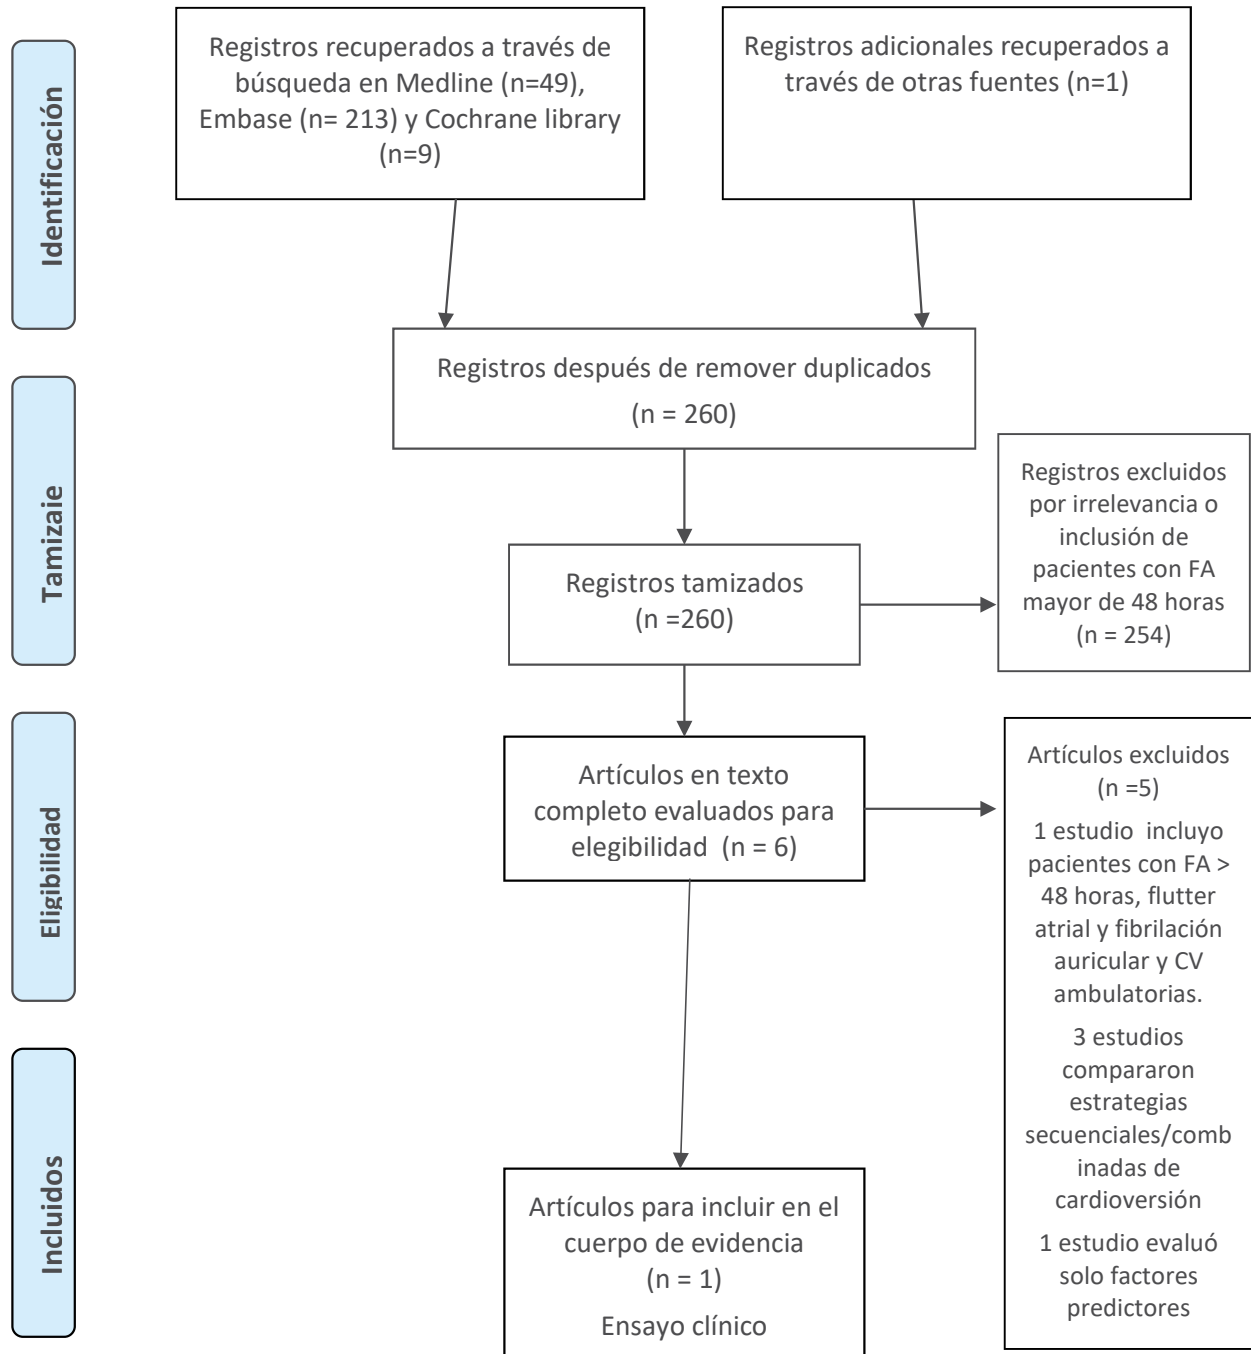 Identificación
Registros recuperados a través de
búsqueda en Medline (n=49),
Embase (n= 213) y Cochrane library
(n=9)
Registros adicionales recuperados a
través de otras fuentes (n=1)
Registros después de remover duplicados
(n = 260)
Tamizaje
Registros tamizados
(n =260)
Registros excluidos
por irrelevancia o
inclusión de
pacientes con FA
mayor de 48 horas
(n = 254)
Eligibilidad
Artículos en texto
completo evaluados para
elegibilidad (n = 6)
Artículos excluidos
(n =5)
1 estudio incluyo
pacientes con FA >
48 horas, flutter
atrial y fibrilación
auricular y CV
ambulatorias.
3 estudios
compararon
estrategias
secuenciales/comb
inadas de
cardioversión
1 estudio evaluó
solo factores
predictores
Incluidos
Artículos para incluir en el
cuerpo de evidencia
(n = 1)
Ensayo clínico